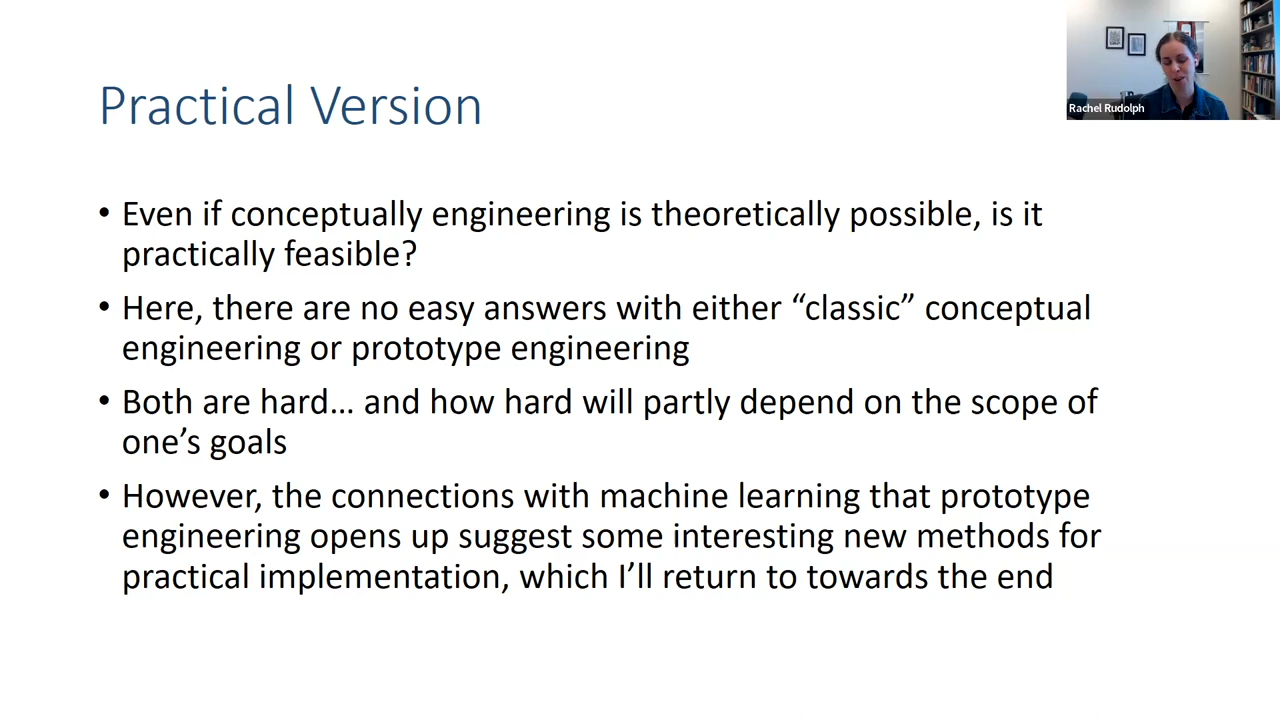 Practical Version
Rachel Rudolph
• Even if conceptually engineering is theoretically possible, is it
practically feasible?
• Here, there are no easy answers with either “classic” conceptual
engineering or prototype engineering
• Both are hard... and how hard will partly depend on the scope of
one’s goals
• However, the connections with machine learning that prototype
engineering opens up suggest some interesting new methods for
practical implementation, which I’ll return to towards the end